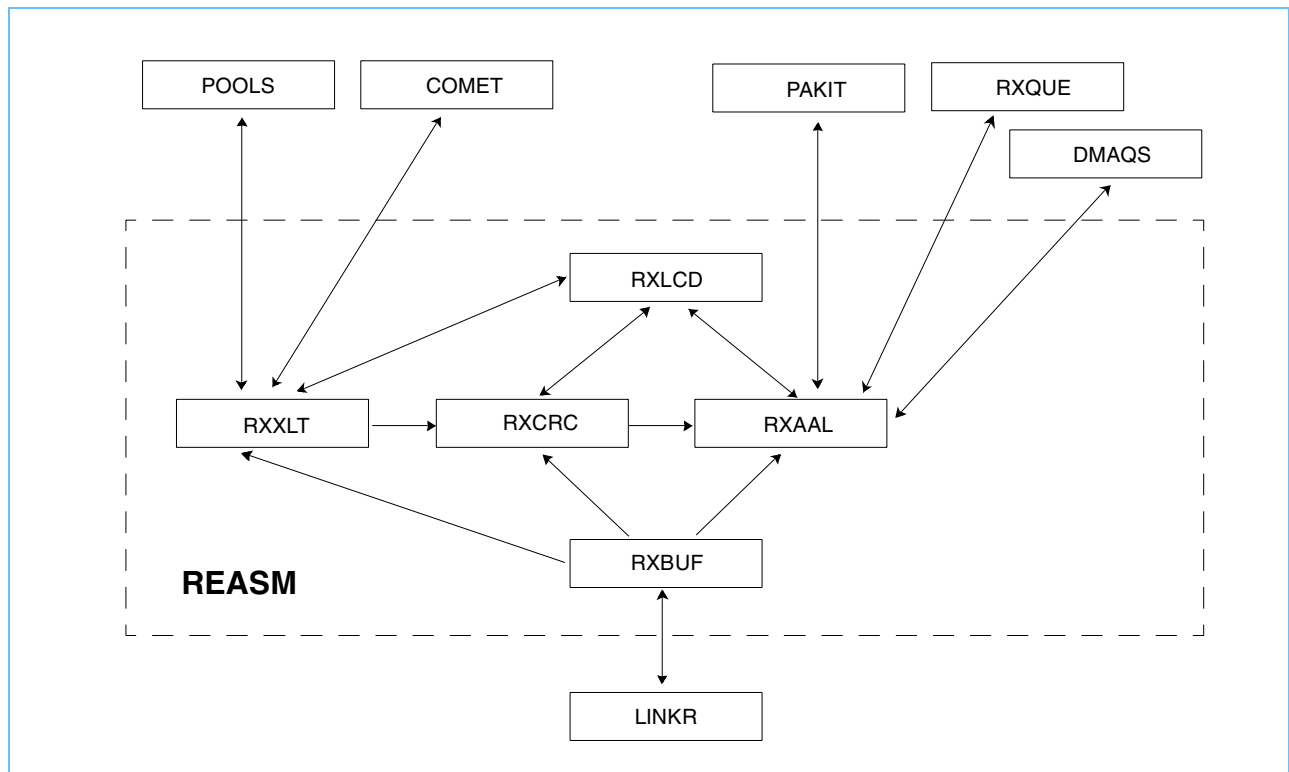 POOLS
COMET
PAKIT
RXQUE
DMAQS
RXLCD
RXXLT
RXCRC
RXAAL
RXBUF
REASM
LINKR